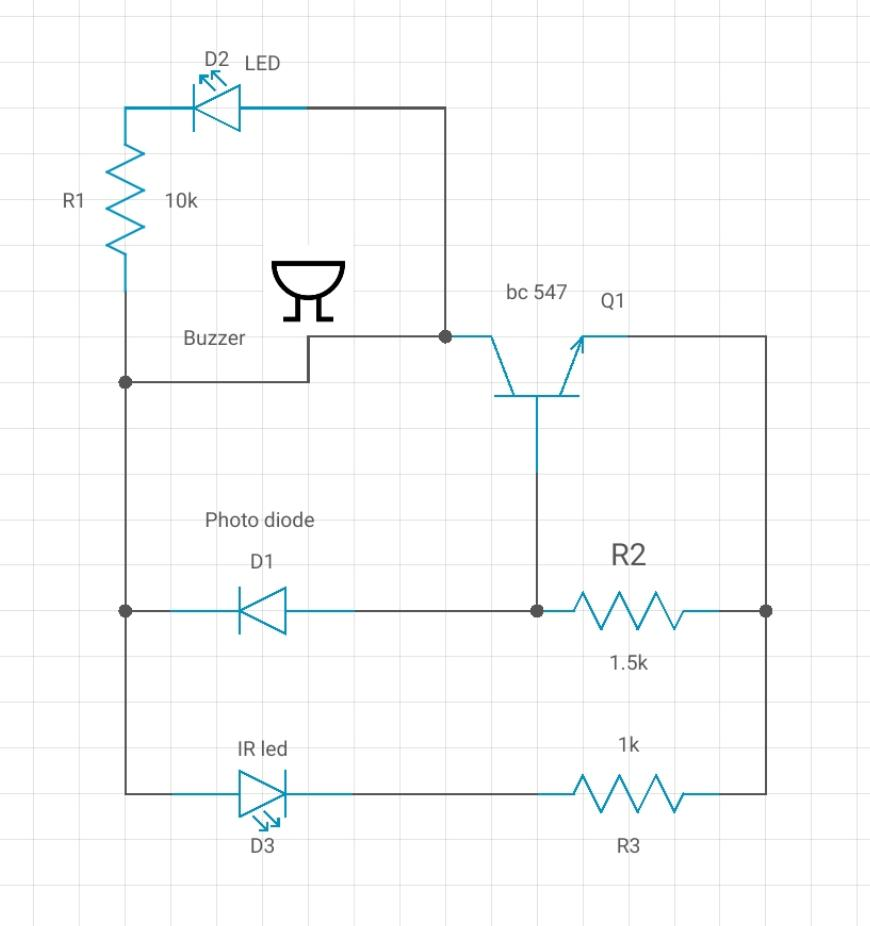 D2 LED
R1 10k
bc 547 Q1
Buzzer
Photo diode
D1
R2
1.5k
IR led
1k
D3
R3